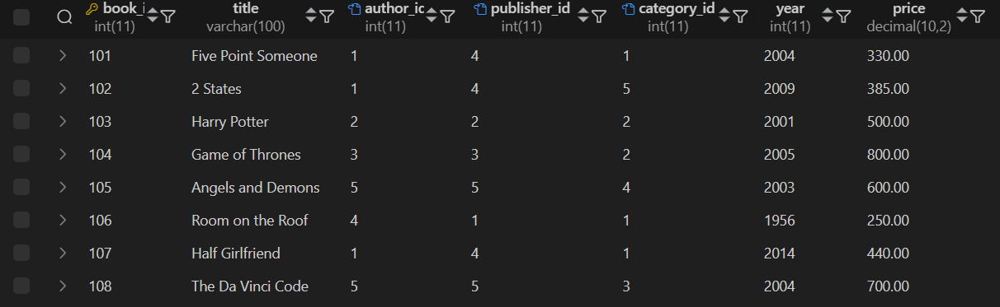 book_i title author_id publisher_id category_id year price
int(11) varchar(100) int(11) int(11) int(11) int(11) decimal(10,2)
101 Five Point Someone 1 4 1 2004 330.00
102 2 States 1 4 5 2009 385.00
103 Harry Potter 2 2 2 2001 500.00
104 Game of Thrones 3 3 2 2005 800.00
105 Angels and Demons 5 5 4 2003 600.00
106 Room on the Roof 4 1 1 1956 250.00
107 Half Girlfriend 1 4 1 2014 440.00
108 The Da Vinci Code 5 5 3 2004 700.00